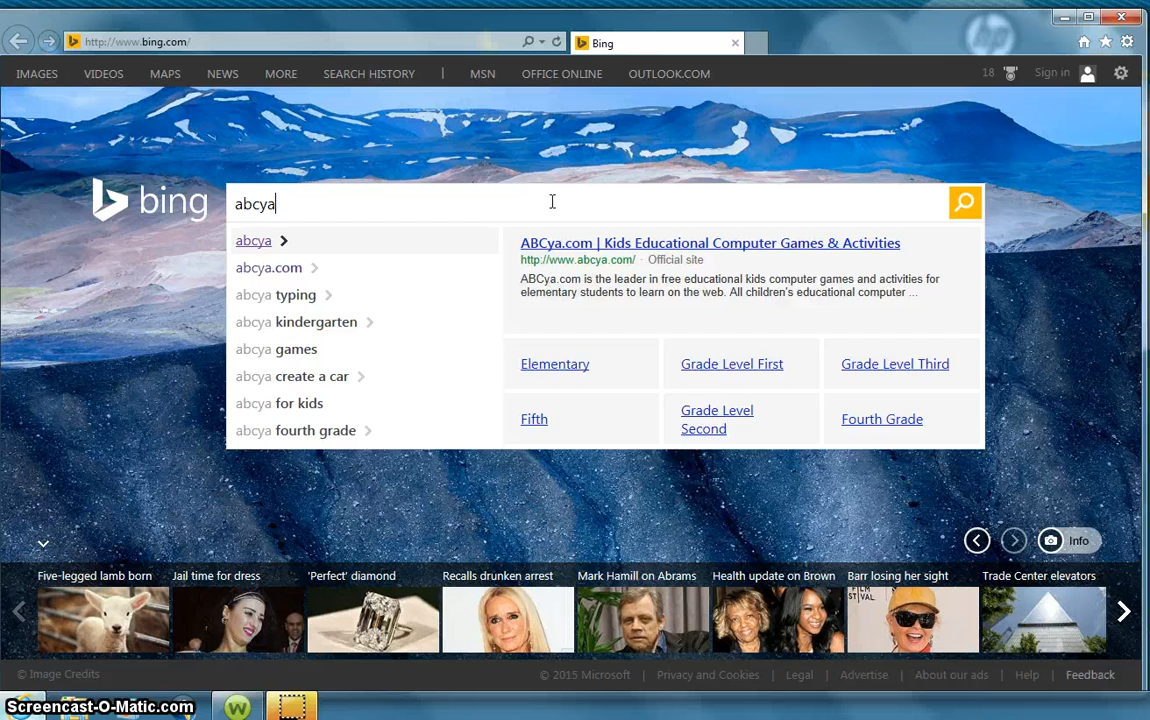 http://www.bing.com/
Bing
IMAGES VIDEOS MAPS NEWS MORE SEARCH HISTORY | MSN OFFICE ONLINE OUTLOOK.COM 18 Sign in
hp
bing
abcya
abcya
abcya.com
abcya typing
abcya kindergarten
abcya games
abcya create a car
abcya for kids
abcya fourth grade
ABCya.com | Kids Educational Computer Games & Activities
http://www.abcya.com/ · Official site
ABCya.com is the leader in free educational kids computer games and activities for
elementary students to learn on the web. All children's educational computer ...
Elementary
Grade Level First
Grade Level Third
Fifth
Grade Level
Second
Fourth Grade
Info
Five-legged lamb born
Jail time for dress
'Perfect' diamond
Recalls drunken arrest
Mark Hamill on Abrams
Health update on Brown
Barr losing her sight
Trade Center elevators
FILM
STIVAL
© Image Credits
© 2015 Microsoft | Privacy and Cookies | Legal | Advertise | About our ads | Help | Feedback
Screencast-O-Matic.com